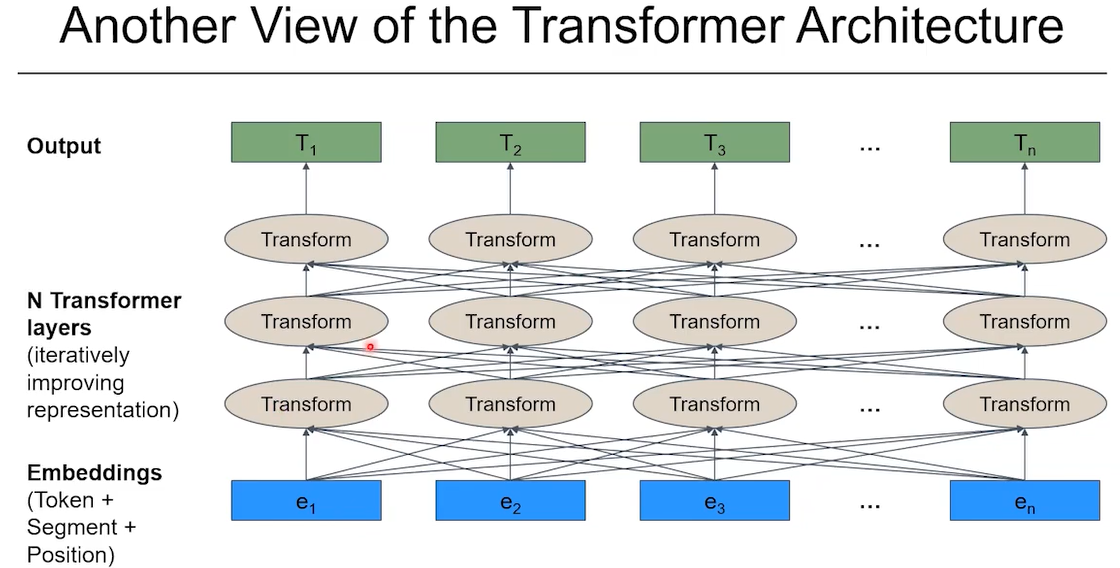 Another View of the Transformer Architecture
Output
T1 T2 T3 ... Tn
Transform Transform Transform ... Transform
N Transformer
layers
(iteratively
improving
representation)
Transform Transform Transform ... Transform
Transform Transform Transform ... Transform
Embeddings
(Token +
Segment +
Position)
e1 e2 e3 ... en